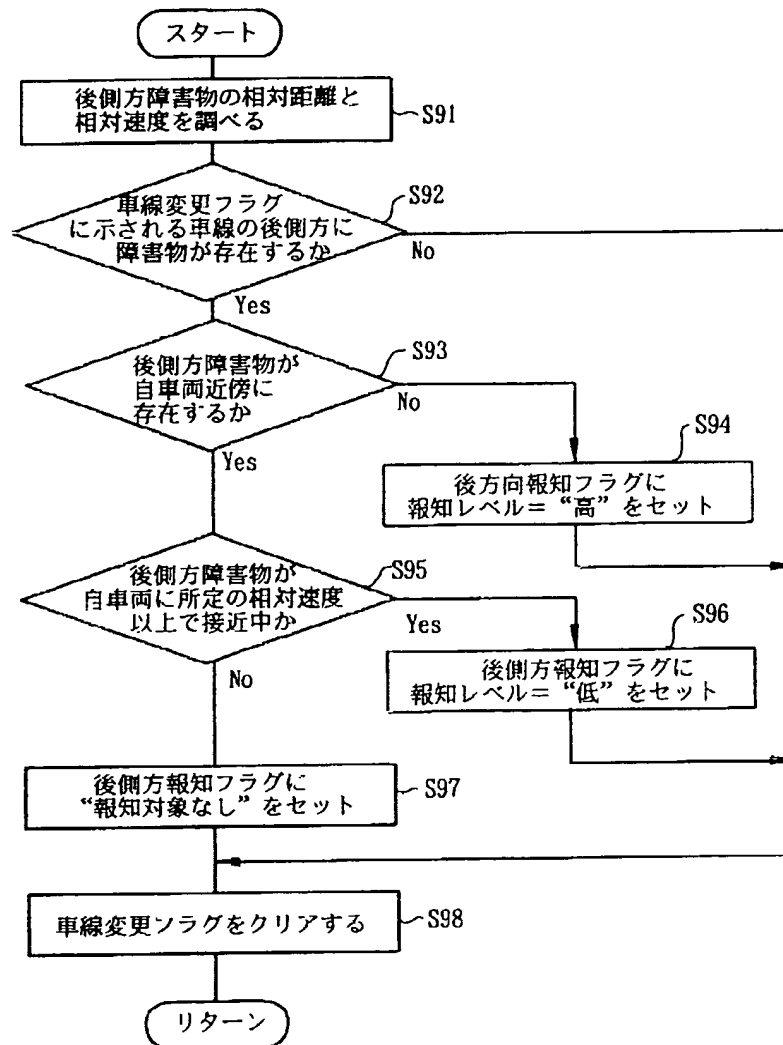 スタート
後側方障害物の相対距離と
相対速度を調べる
S91
車線変更フラグ
に示される車線の後側方に
障害物が存在するか
S92
No
Yes
後側方障害物が
自車両近傍に
存在するか
S93
No
Yes
S94
後方向報知フラグに
報知レベル＝“高”をセット
後側方障害物が
自車両に所定の相対速度
以上で接近中か
S95
Yes
No
S96
後側方報知フラグに
報知レベル＝“低”をセット
後側方報知フラグに
“報知対象なし”をセット
S97
車線変更フラグをクリアする
S98
リターン